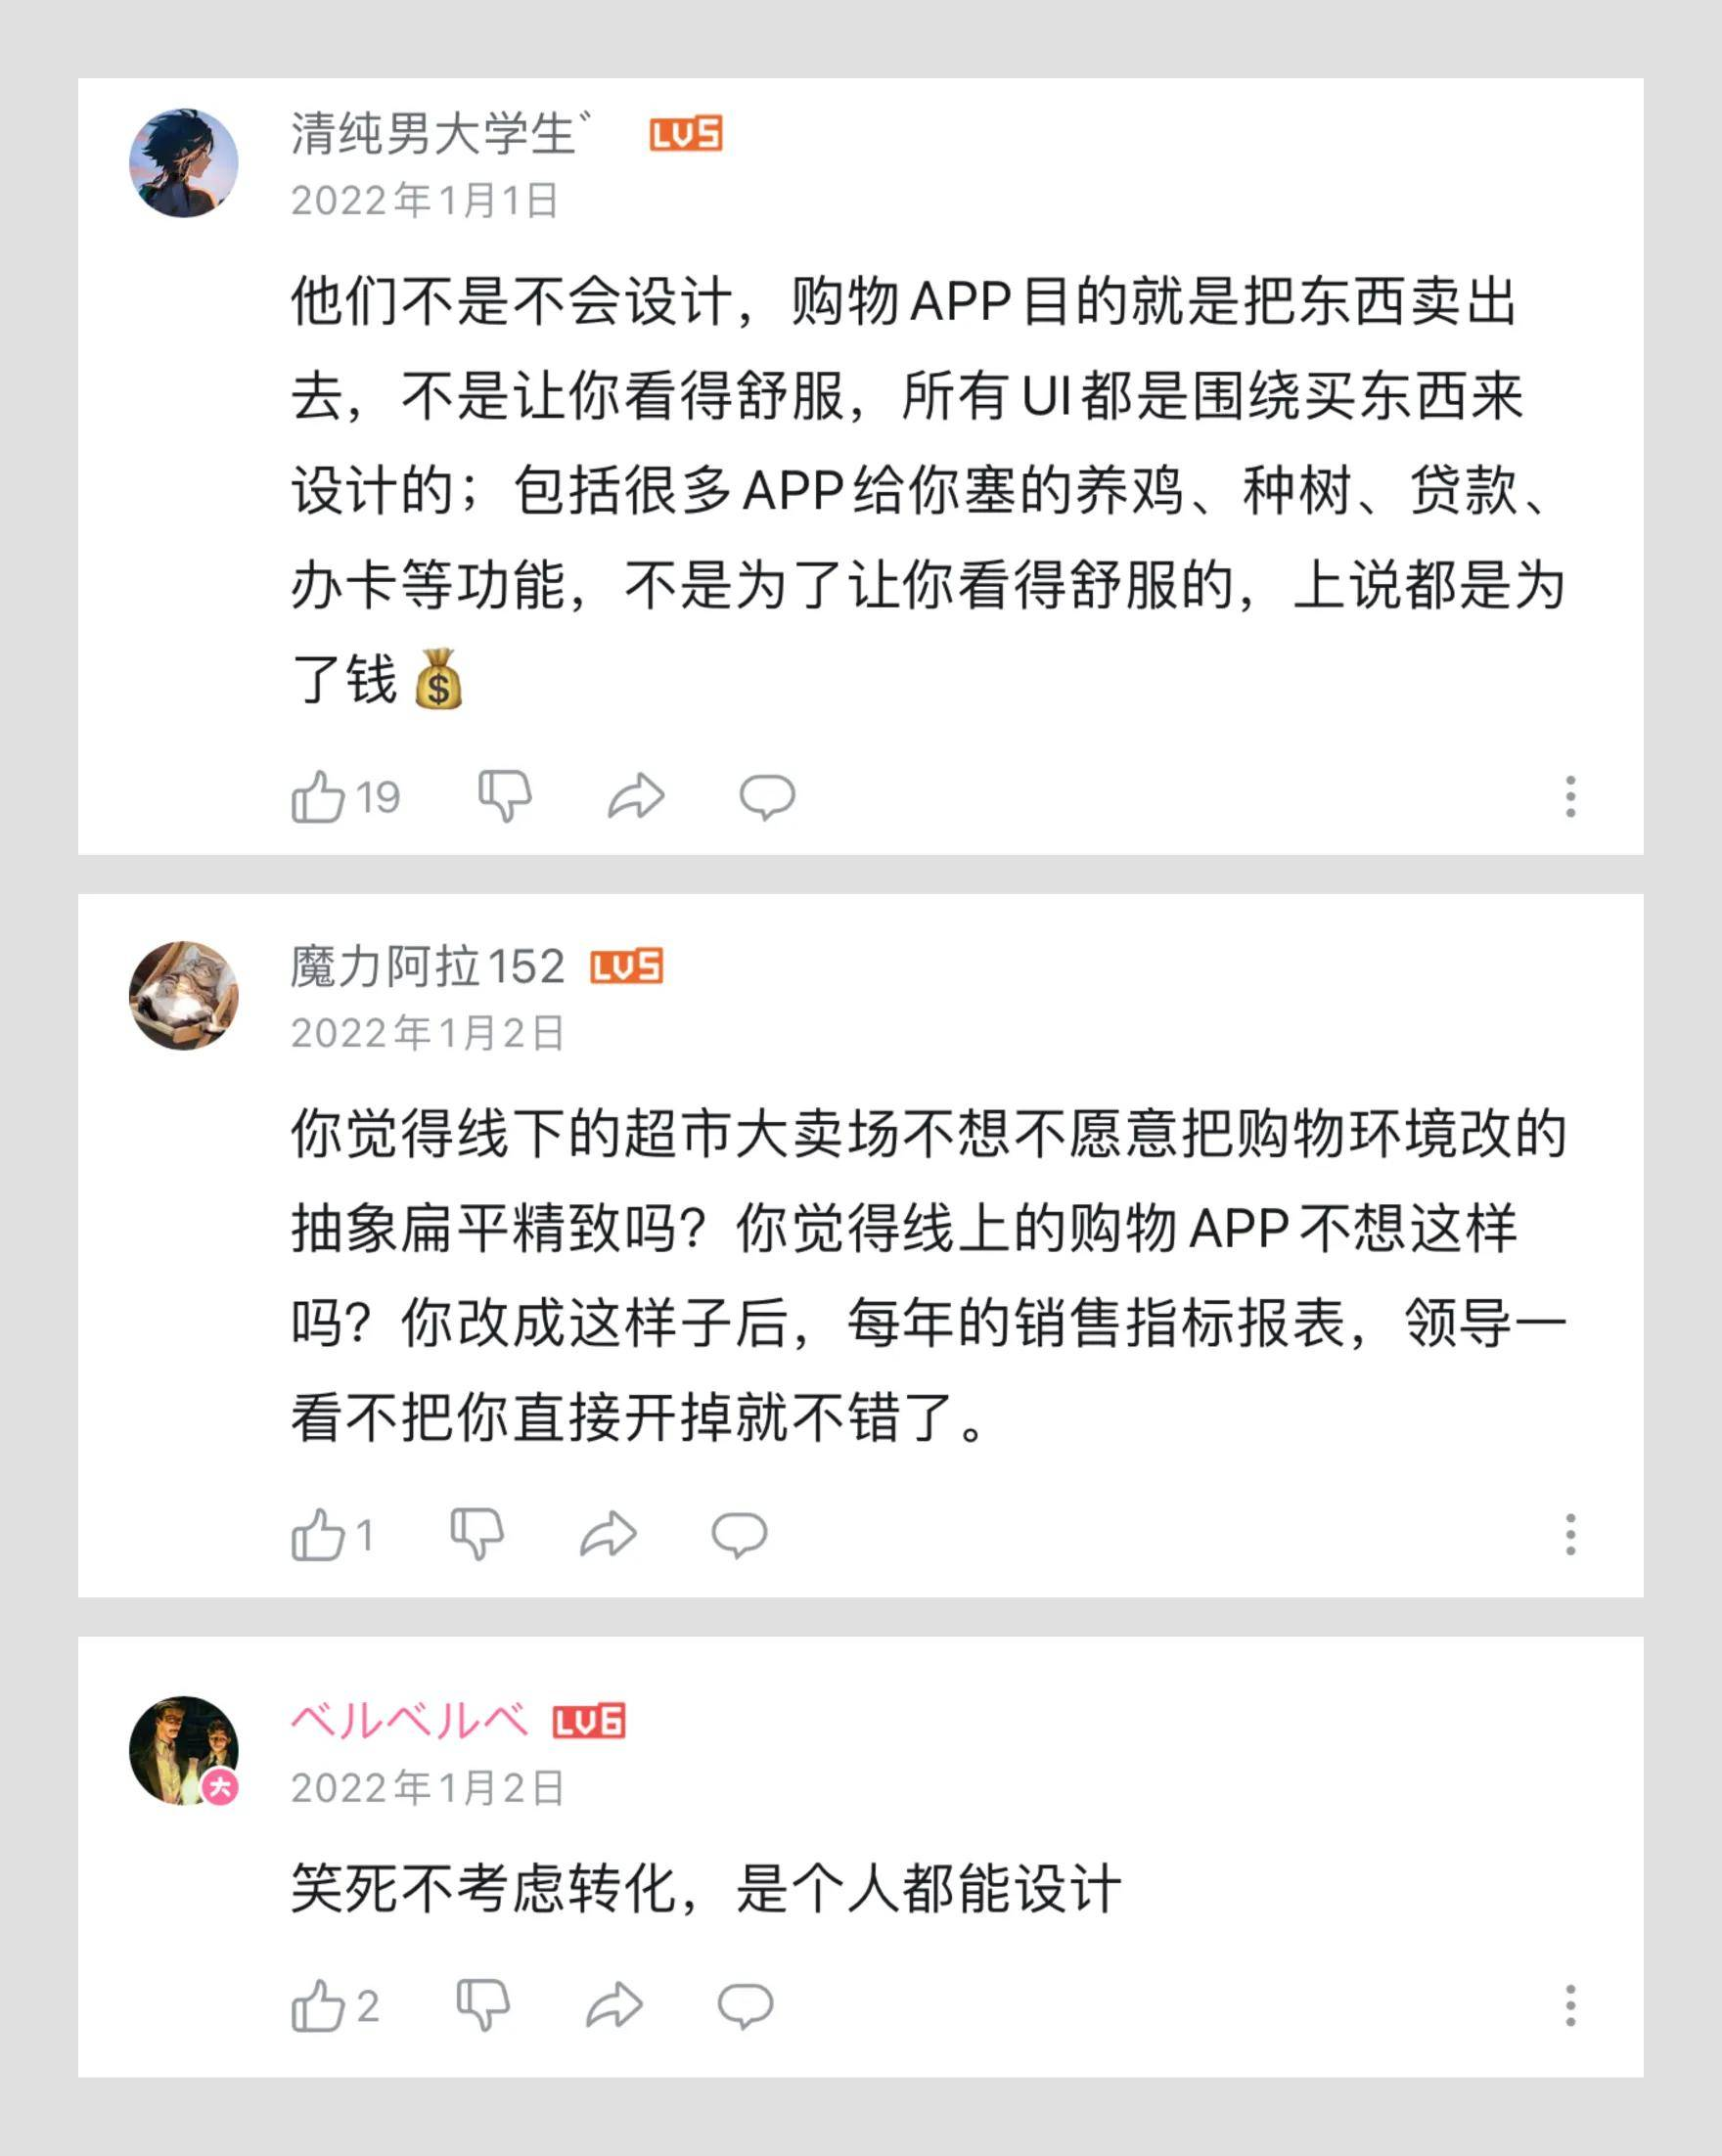 清纯男大学生゛ LV5
2022年1月1日
他们不是不会设计，购物APP目的就是把东西卖出
去，不是让你看得舒服，所有UI都是围绕买东西来
设计的；包括很多APP给你塞的养鸡、种树、贷款、
办卡等功能，不是为了让你看得舒服的，上说都是为
了钱💰
19
魔力阿拉152 LV5
2022年1月2日
你觉得线下的超市大卖场不想不愿意把购物环境改的
抽象扁平精致吗？你觉得线上的购物APP不想这样
吗？你改成这样子后，每年的销售指标报表，领导一
看不把你直接开掉就不错了。
1
ベルベルベ LV6
大
2022年1月2日
笑死不考虑转化，是个人都能设计
2